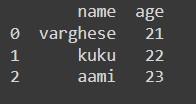 name age
0 varghese 21
1 kuku 22
2 aami 23